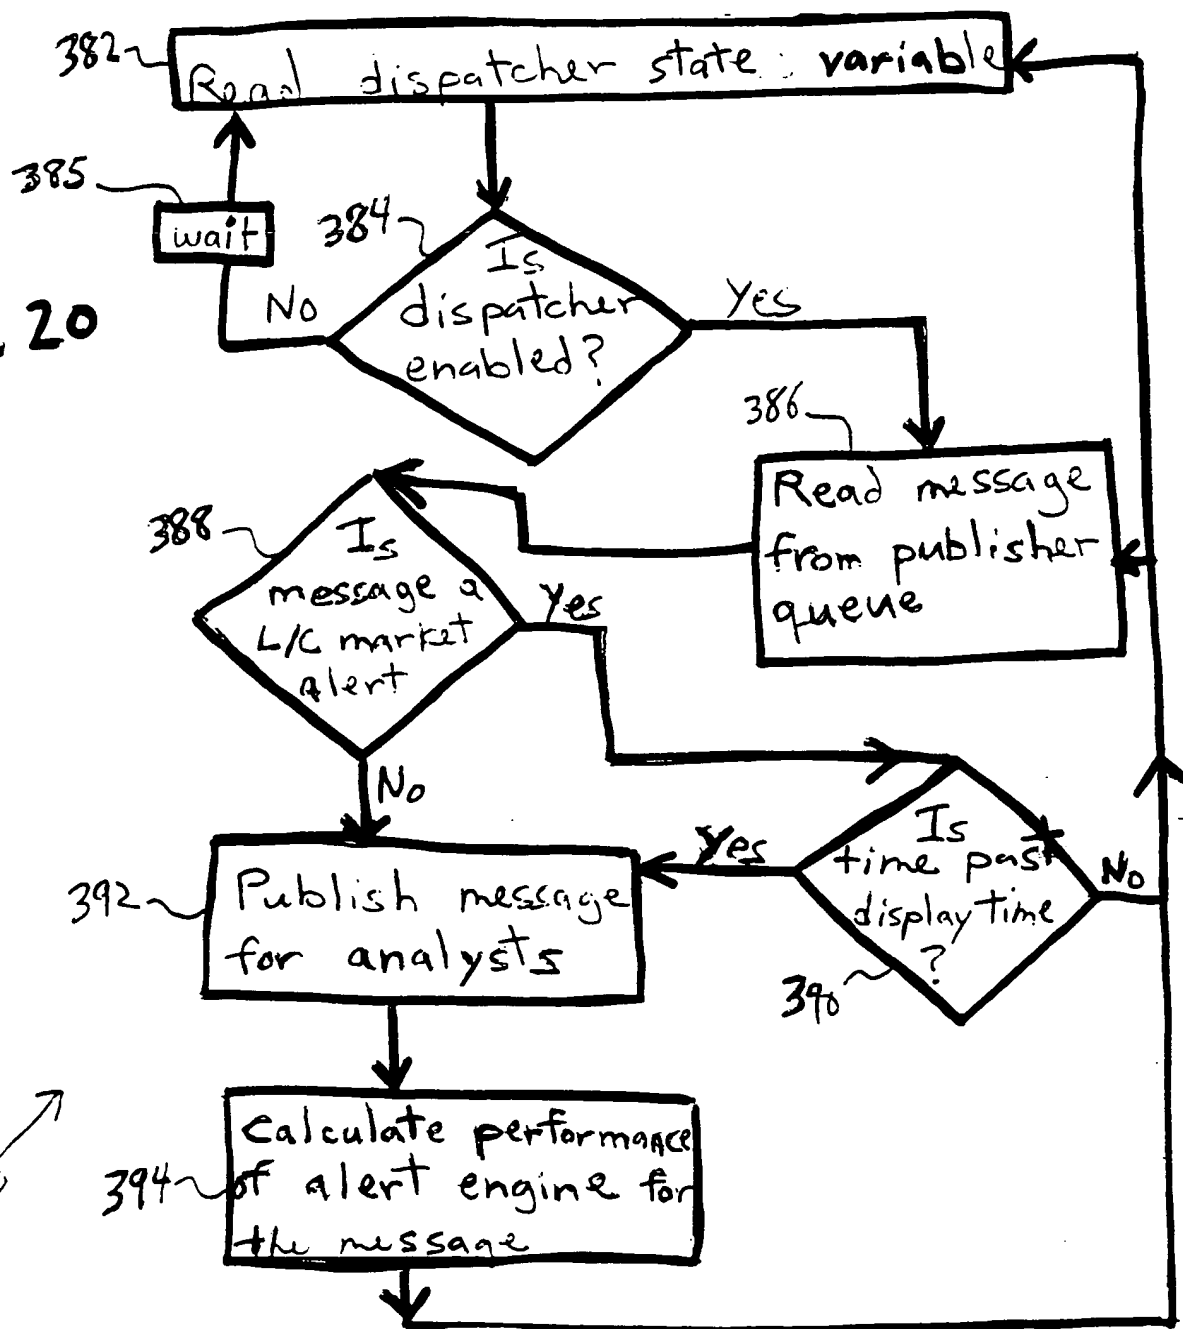 382
Read dispatcher state variable
385
wait
384
Is
dispatcher
enabled?
No
Yes
20
386
Read message
from publisher
queue
388
Is
message a
L/C market
alert
Yes
No
Is
time past
display time
?
Yes
No
390
392
Publish message
for analysts
394
Calculate performance
of alert engine for
the message